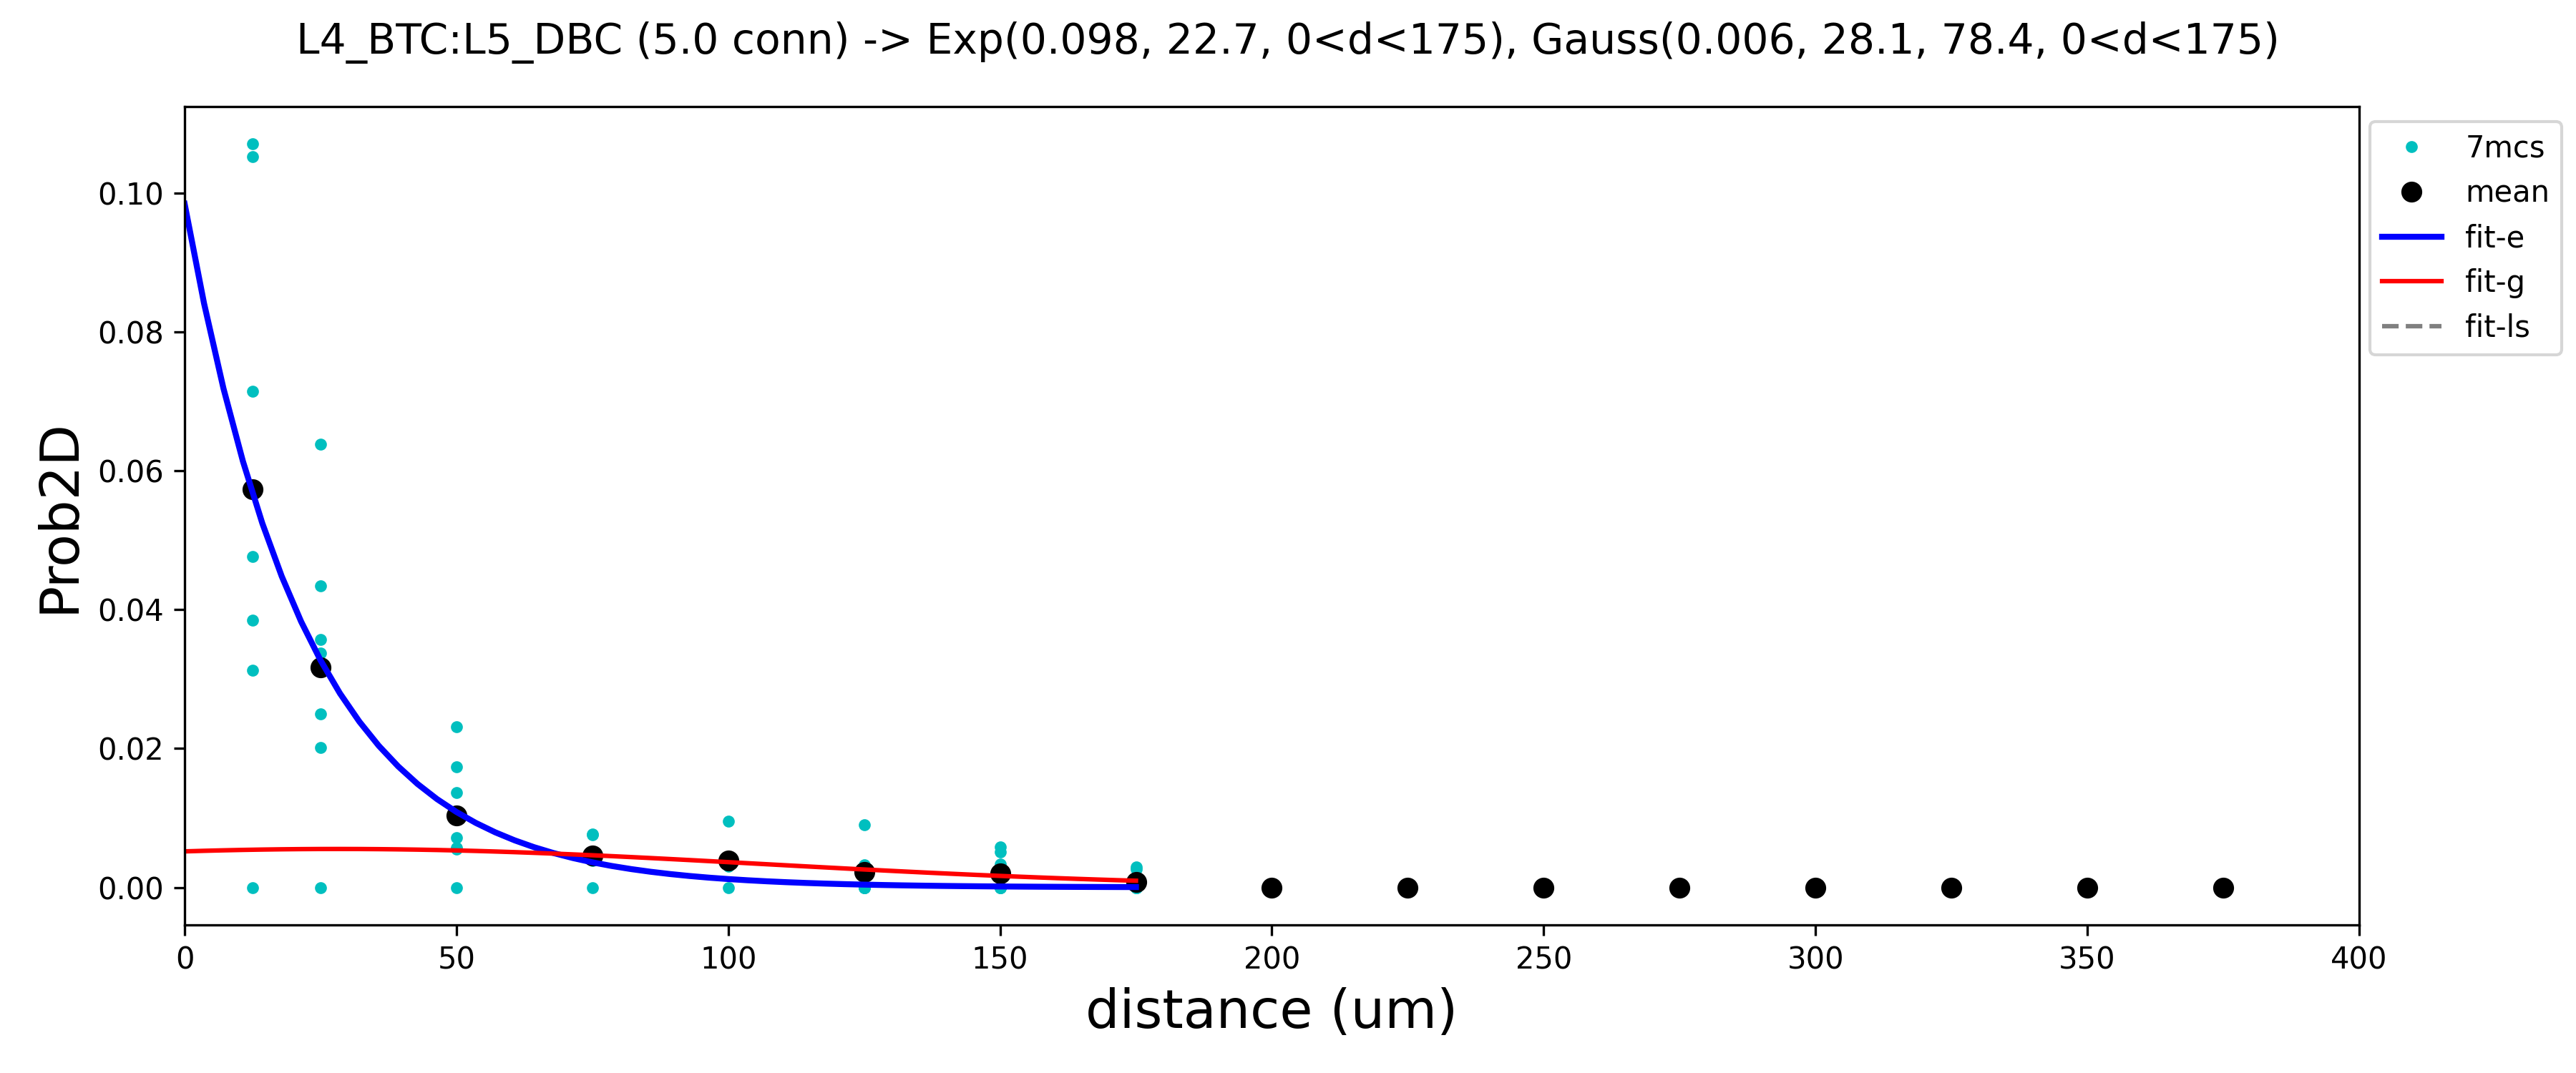 L4_BTC:L5_DBC (5.0 conn) -> Exp(0.098, 22.7, 0<d<175), Gauss(0.006, 28.1, 78.4, 0<d<175)
7mcs
mean
fit-e
fit-g
fit-ls
Prob2D
0.10
0.08
0.06
0.04
0.02
0.00
0 50 100 150 200 250 300 350 400
distance (um)